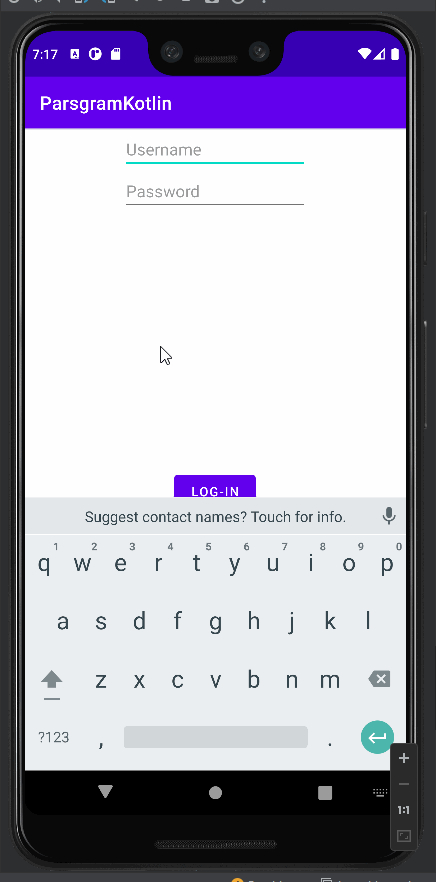 7:17
ParsgramKotlin
Username
Password
LOG-IN
Suggest contact names? Touch for info.
1 2 3 4 5 6 7 8 9 0
q w e r t y u i o p
a s d f g h j k l
z x c v b n m
?123 , .
1:1